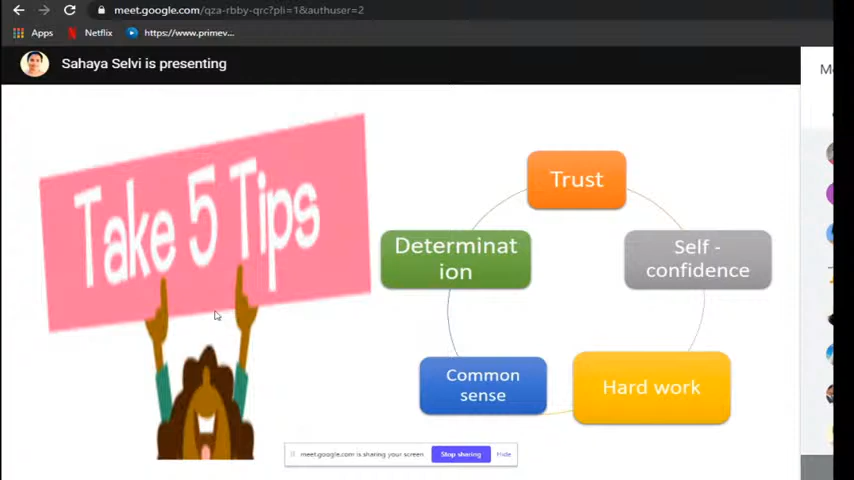 meet.google.com/qza-rbby-qrc?pli=1&authuser=2
Apps
Netflix
https://www.primev...
Sahaya Selvi is presenting
Take 5 Tips
Trust
Determinat
ion
Self -
confidence
Common
sense
Hard work
meet.google.com is sharing your screen
Stop sharing
Hide